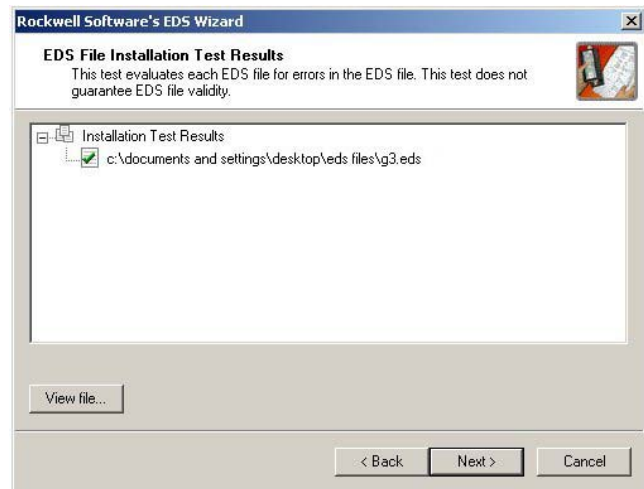 Rockwell Software's EDS Wizard
EDS File Installation Test Results
This test evaluates each EDS file for errors in the EDS file. This test does not
guarantee EDS file validity.
Installation Test Results
c:\documents and settings\desktop\eds files\g3.eds
View file...
< Back
Next >
Cancel